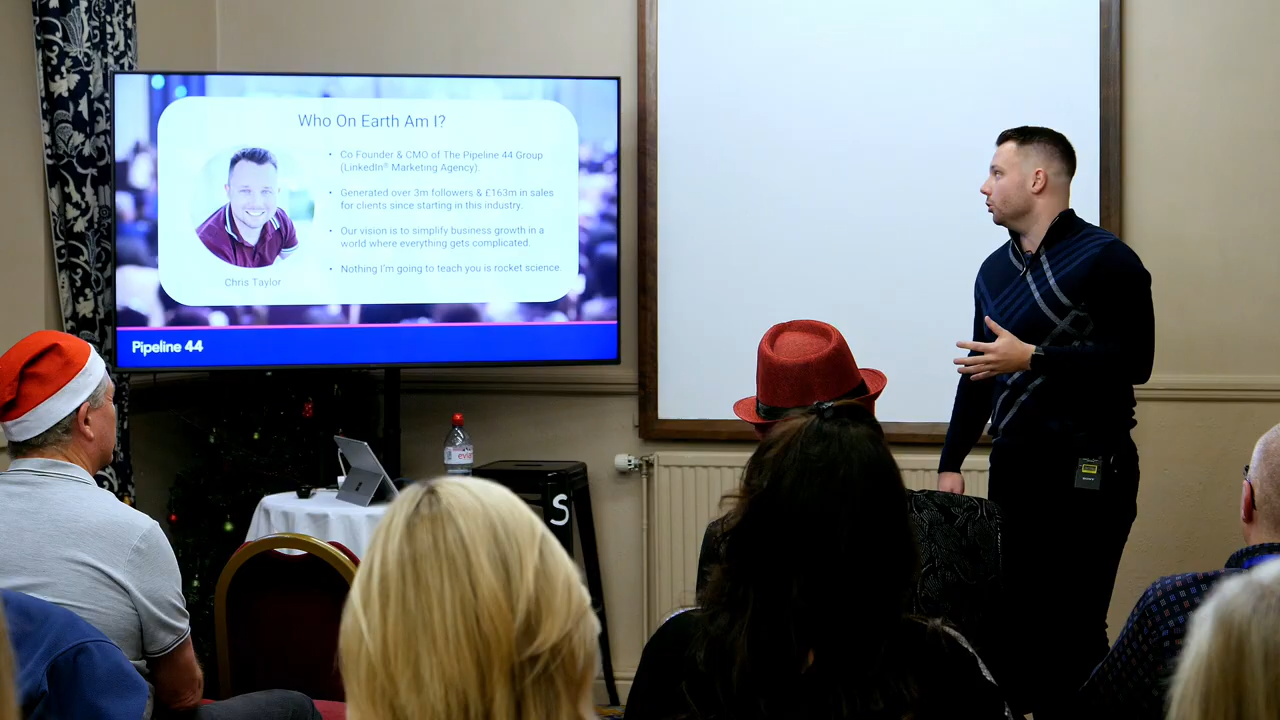 Who On Earth Am I?
• Co Founder & CMO of The Pipeline 44 Group
(LinkedIn® Marketing Agency).
• Generated over 3m followers & £163m in sales
for clients since starting in this industry.
• Our vision is to simplify business growth in a
world where everything gets complicated.
• Nothing I'm going to teach you is rocket science.
Chris Taylor
Pipeline 44
evia
S